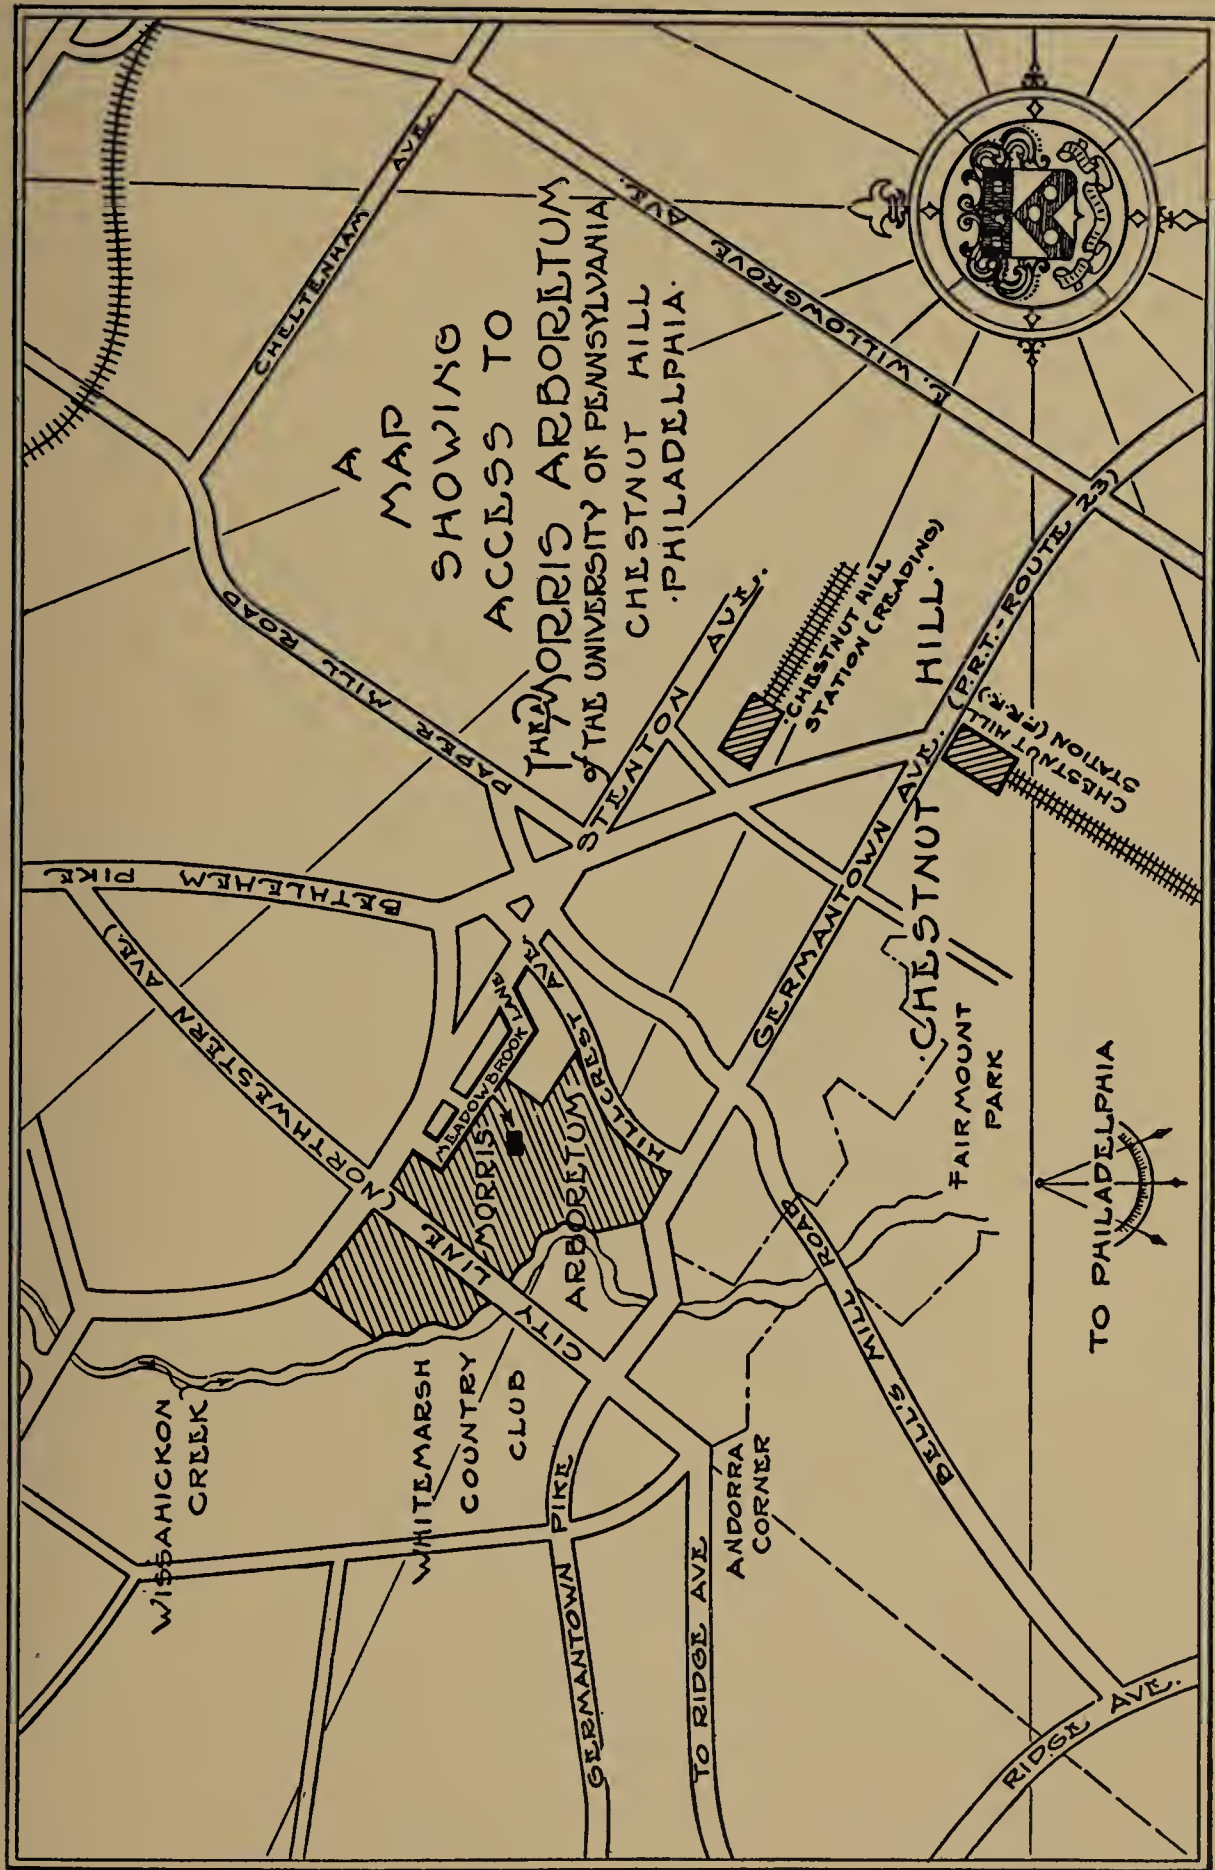 A
MAP
SHOWING
ACCESS TO
THE MORRIS ARBORETUM
of THE UNIVERSITY OF PENNSYLVANIA
CHESTNUT HILL
·PHILADELPHIA·
CHELTENHAM AVE.
E. WILLOWGROVE AVE.
PAPER MILL ROAD
STENTON AVE.
CHESTNUT HILL
STATION (READING)
BETHLEHEM PIKE
(NORTHWESTERN AVE.)
CITY LINE
MEADOWBROOK LANE
HILLCREST AVE
MORRIS
ARBORETUM
GERMANTOWN AVE. (P.R.T.-ROUTE 23)
·CHESTNUT HILL·
CHESTNUT HILL
STATION (P.R.R.)
FAIRMOUNT
PARK
WISSAHICKON
CREEK
WHITEMARSH
COUNTRY
CLUB
GERMANTOWN PIKE
TO RIDGE AVE
ANDORRA
CORNER
BELL'S MILL ROAD
RIDGE AVE.
TO PHILADELPHIA